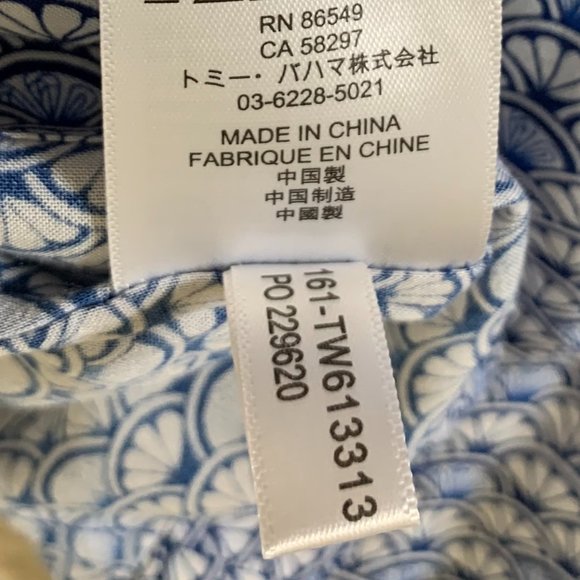 RN 86549
CA 58297
トミー・バハマ株式会社
03-6228-5021
MADE IN CHINA
FABRIQUE EN CHINE
中国製
中国制造
中國製
161-TW613313
PO 229620